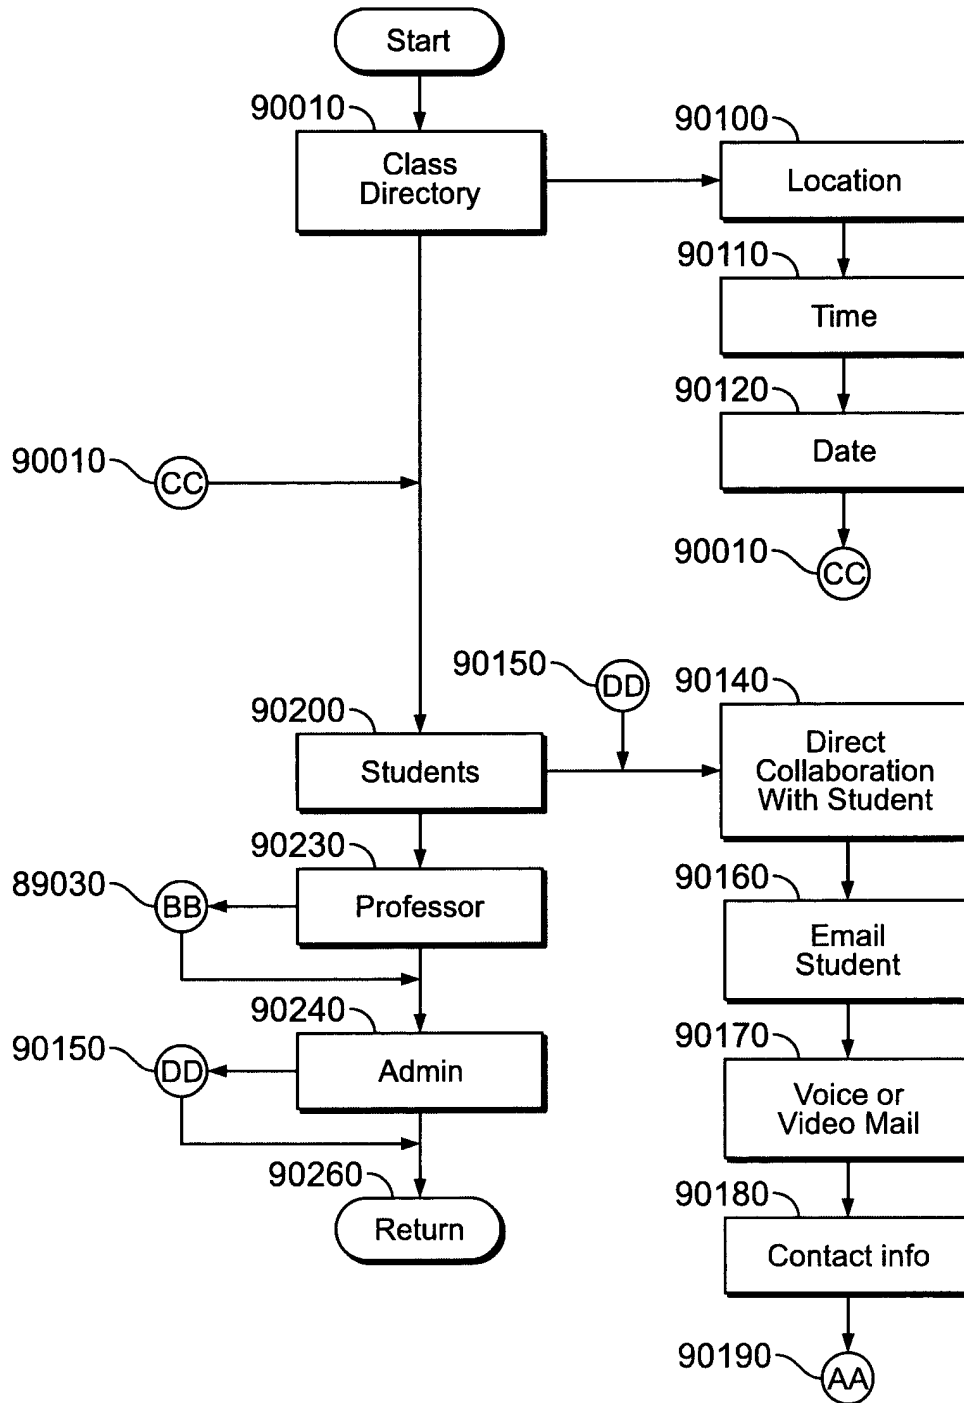 Start
90010
Class
Directory
90100
Location
90110
Time
90120
Date
90010
CC
90010
CC
90150
DD
90140
Direct
Collaboration
With Student
90200
Students
90230
Professor
89030
BB
90160
Email
Student
90240
Admin
90150
DD
90170
Voice or
Video Mail
90260
Return
90180
Contact info
90190
AA